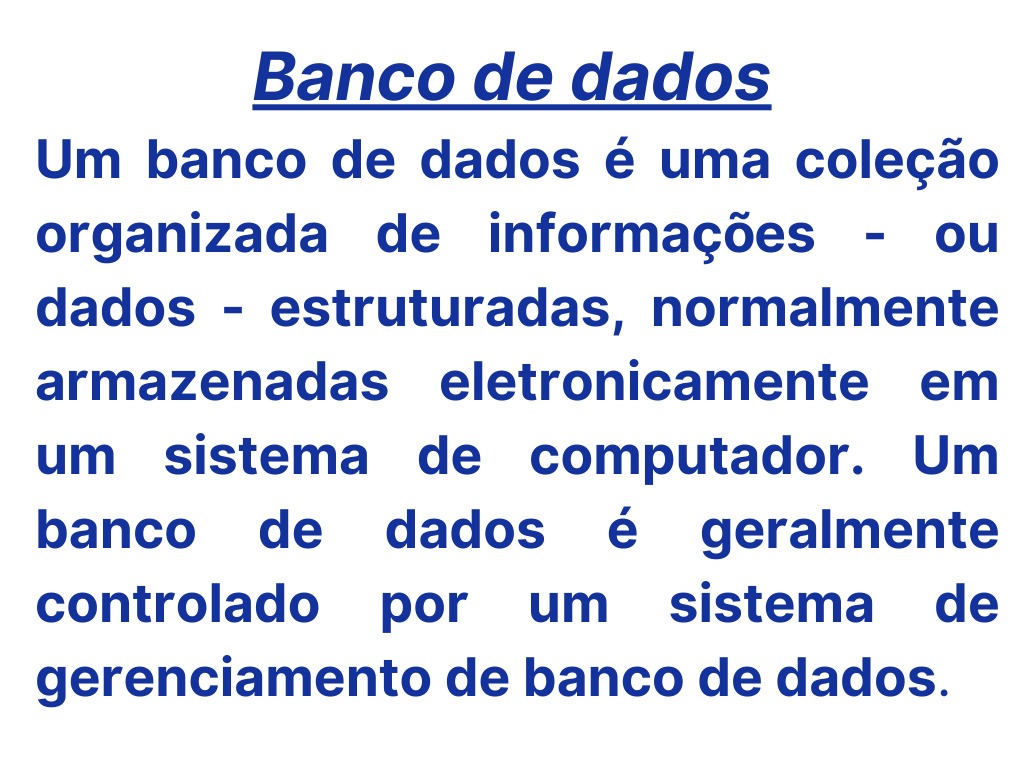 Banco de dados
Um banco de dados é uma coleção
organizada de informações - ou
dados - estruturadas, normalmente
armazenadas eletronicamente em
um sistema de computador. Um
banco de dados é geralmente
controlado por um sistema de
gerenciamento de banco de dados.